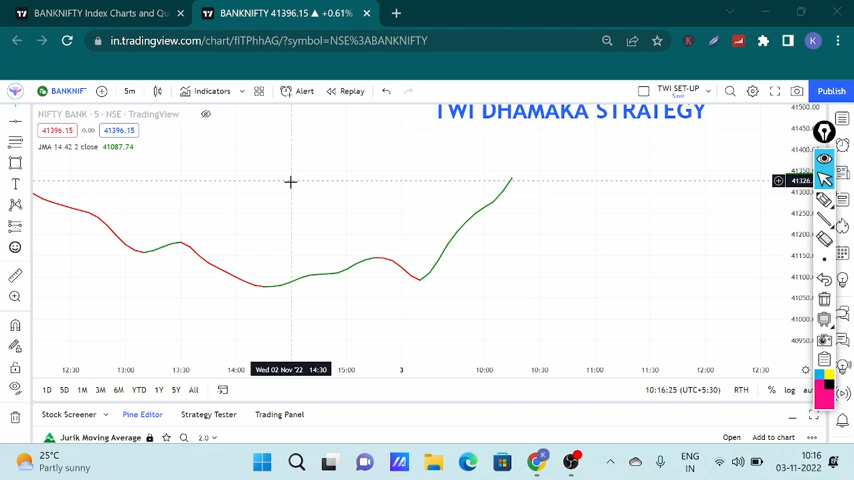 BANKNIFTY Index Charts and Qu
BANKNIFTY 41396.15 ▲ +0.61%
in.tradingview.com/chart/fITPhhAG/?symbol=NSE%3ABANKNIFTY
K
K
BANKNIFT
5m
Indicators
Alert
Replay
TWI SET-UP
Save
Publish
NIFTY BANK · 5 · NSE · TradingView
TWI DHAMAKA STRATEGY
41396.15 0.00 41396.15
JMA 14 42 2 close 41087.74
41500.00
41450.00
41400.00
41350.00
41326.
41250.00
41200.00
41150.00
41100.00
41050.00
41000.00
40950.00
12:30 13:00 13:30 14:00 Wed 02 Nov '22 14:30 15:00 3 10:00 10:30 11:00 11:30 12:00 12:30
1D 5D 1M 3M 6M YTD 1Y 5Y All
10:16:25 (UTC+5:30) RTH % log au
Stock Screener Pine Editor Strategy Tester Trading Panel
Jurik Moving Average 2.0 Open Add to chart
25°C
Partly sunny
ENG
IN
10:16
03-11-2022